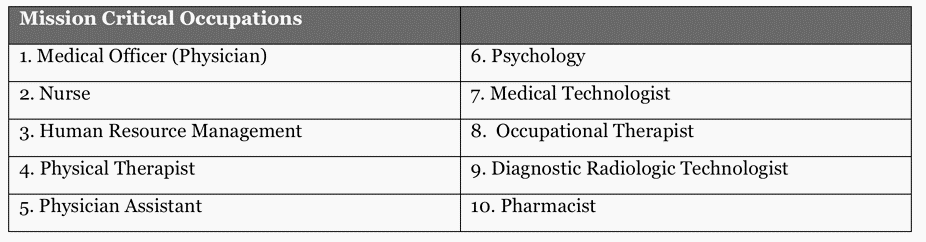 Mission Critical Occupations
1. Medical Officer (Physician)
2. Nurse
3. Human Resource Management
4. Physical Therapist
5. Physician Assistant
6. Psychology
7. Medical Technologist
8.  Occupational Therapist
9. Diagnostic Radiologic Technologist
10. Pharmacist